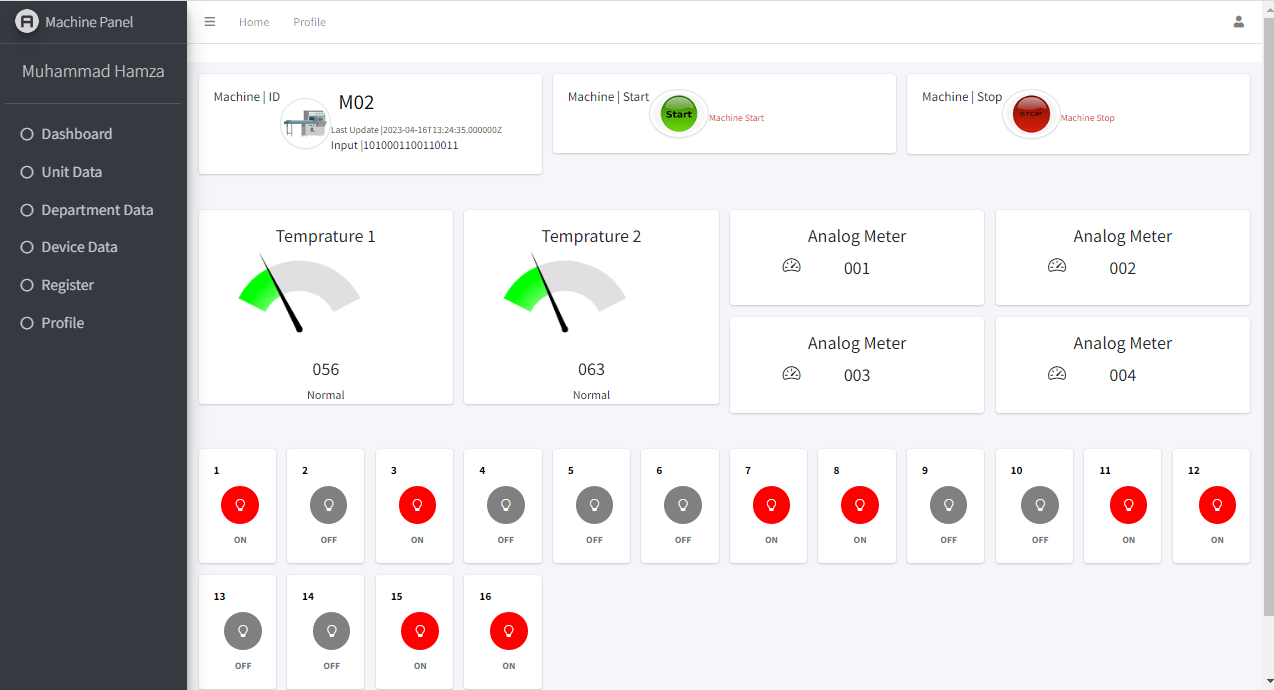 Machine Panel
Home Profile
Muhammad Hamza
Dashboard
Unit Data
Department Data
Device Data
Register
Profile
Machine | ID
M02
Last Update |2023-04-16T13:24:35.000000Z
Input |1010001100110011
Machine | Start
Start
Machine Start
Machine | Stop
STOP
Machine Stop
Temprature 1
056
Normal
Temprature 2
063
Normal
Analog Meter
001
Analog Meter
002
Analog Meter
003
Analog Meter
004
1
ON
2
OFF
3
ON
4
OFF
5
OFF
6
OFF
7
ON
8
ON
9
OFF
10
OFF
11
ON
12
ON
13
OFF
14
OFF
15
ON
16
ON